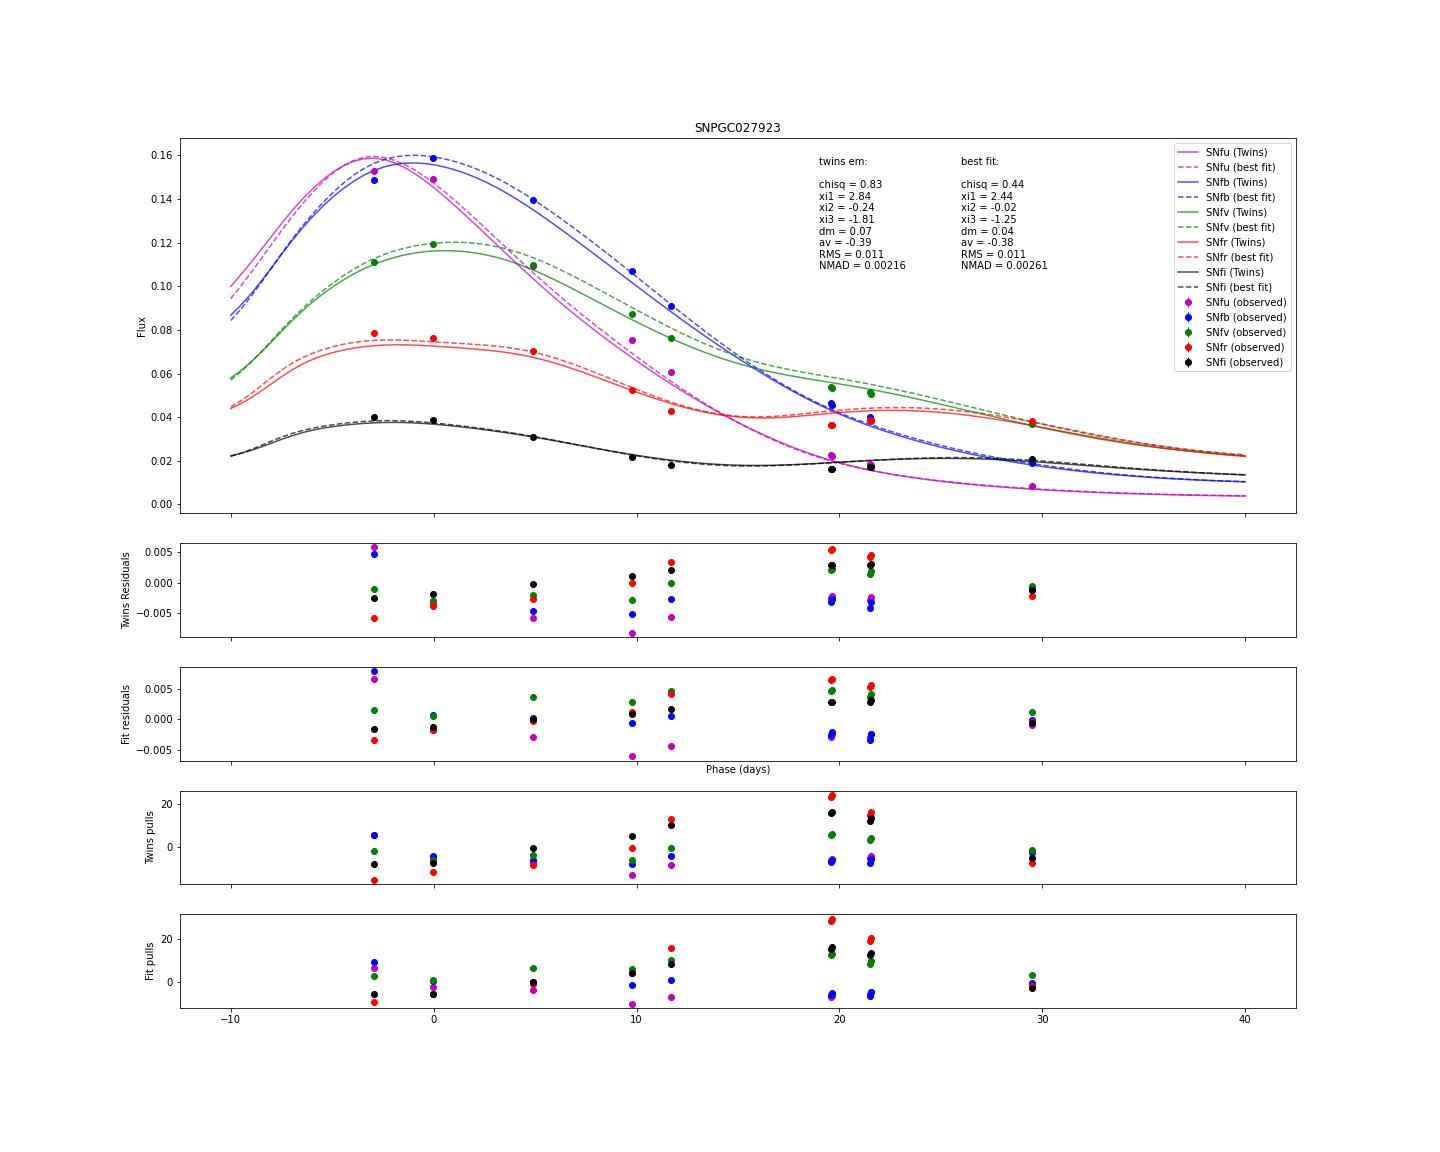 SNPGC027923
Flux
0.16
0.14
0.12
0.10
0.08
0.06
0.04
0.02
0.00
twins em:
chisq = 0.83
xi1 = 2.84
xi2 = -0.24
xi3 = -1.81
dm = 0.07
av = -0.39
RMS = 0.011
NMAD = 0.00216
best fit:
chisq = 0.44
xi1 = 2.44
xi2 = -0.02
xi3 = -1.25
dm = 0.04
av = -0.38
RMS = 0.011
NMAD = 0.00261
SNfu (Twins)
SNfu (best fit)
SNfb (Twins)
SNfb (best fit)
SNfv (Twins)
SNfv (best fit)
SNfr (Twins)
SNfr (best fit)
SNfi (Twins)
SNfi (best fit)
SNfu (observed)
SNfb (observed)
SNfv (observed)
SNfr (observed)
SNfi (observed)
Twins Residuals
0.005
0.000
−0.005
Fit residuals
0.005
0.000
−0.005
Phase (days)
Twins pulls
20
0
Fit pulls
20
0
−10
0
10
20
30
40